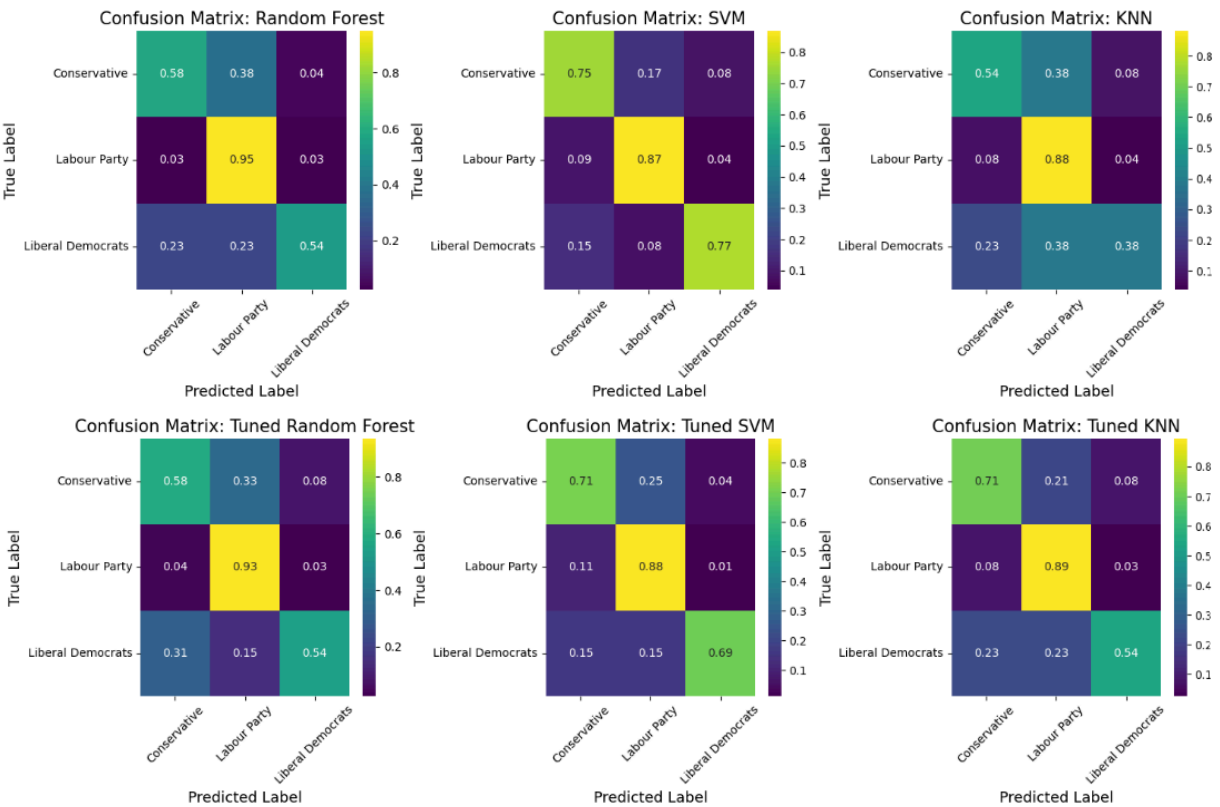 Confusion Matrix: Random Forest
True Label
Conservative
Labour Party
Liberal Democrats
0.58 0.38 0.04
0.03 0.95 0.03
0.23 0.23 0.54
0.8
0.6
0.4
0.2
Conservative
Labour Party
Liberal Democrats
Predicted Label
Confusion Matrix: SVM
True Label
Conservative
Labour Party
Liberal Democrats
0.75 0.17 0.08
0.09 0.87 0.04
0.15 0.08 0.77
0.8
0.7
0.6
0.5
0.4
0.3
0.2
0.1
Conservative
Labour Party
Liberal Democrats
Predicted Label
Confusion Matrix: KNN
True Label
Conservative
Labour Party
Liberal Democrats
0.54 0.38 0.08
0.08 0.88 0.04
0.23 0.38 0.38
0.8
0.7
0.6
0.5
0.4
0.3
0.2
0.1
Conservative
Labour Party
Liberal Democrats
Predicted Label
Confusion Matrix: Tuned Random Forest
True Label
Conservative
Labour Party
Liberal Democrats
0.58 0.33 0.08
0.04 0.93 0.03
0.31 0.15 0.54
0.8
0.6
0.4
0.2
Conservative
Labour Party
Liberal Democrats
Predicted Label
Confusion Matrix: Tuned SVM
True Label
Conservative
Labour Party
Liberal Democrats
0.71 0.25 0.04
0.11 0.88 0.01
0.15 0.15 0.69
0.8
0.7
0.6
0.5
0.4
0.3
0.2
0.1
Conservative
Labour Party
Liberal Democrats
Predicted Label
Confusion Matrix: Tuned KNN
True Label
Conservative
Labour Party
Liberal Democrats
0.71 0.21 0.08
0.08 0.89 0.03
0.23 0.23 0.54
0.8
0.7
0.6
0.5
0.4
0.3
0.2
0.1
Conservative
Labour Party
Liberal Democrats
Predicted Label